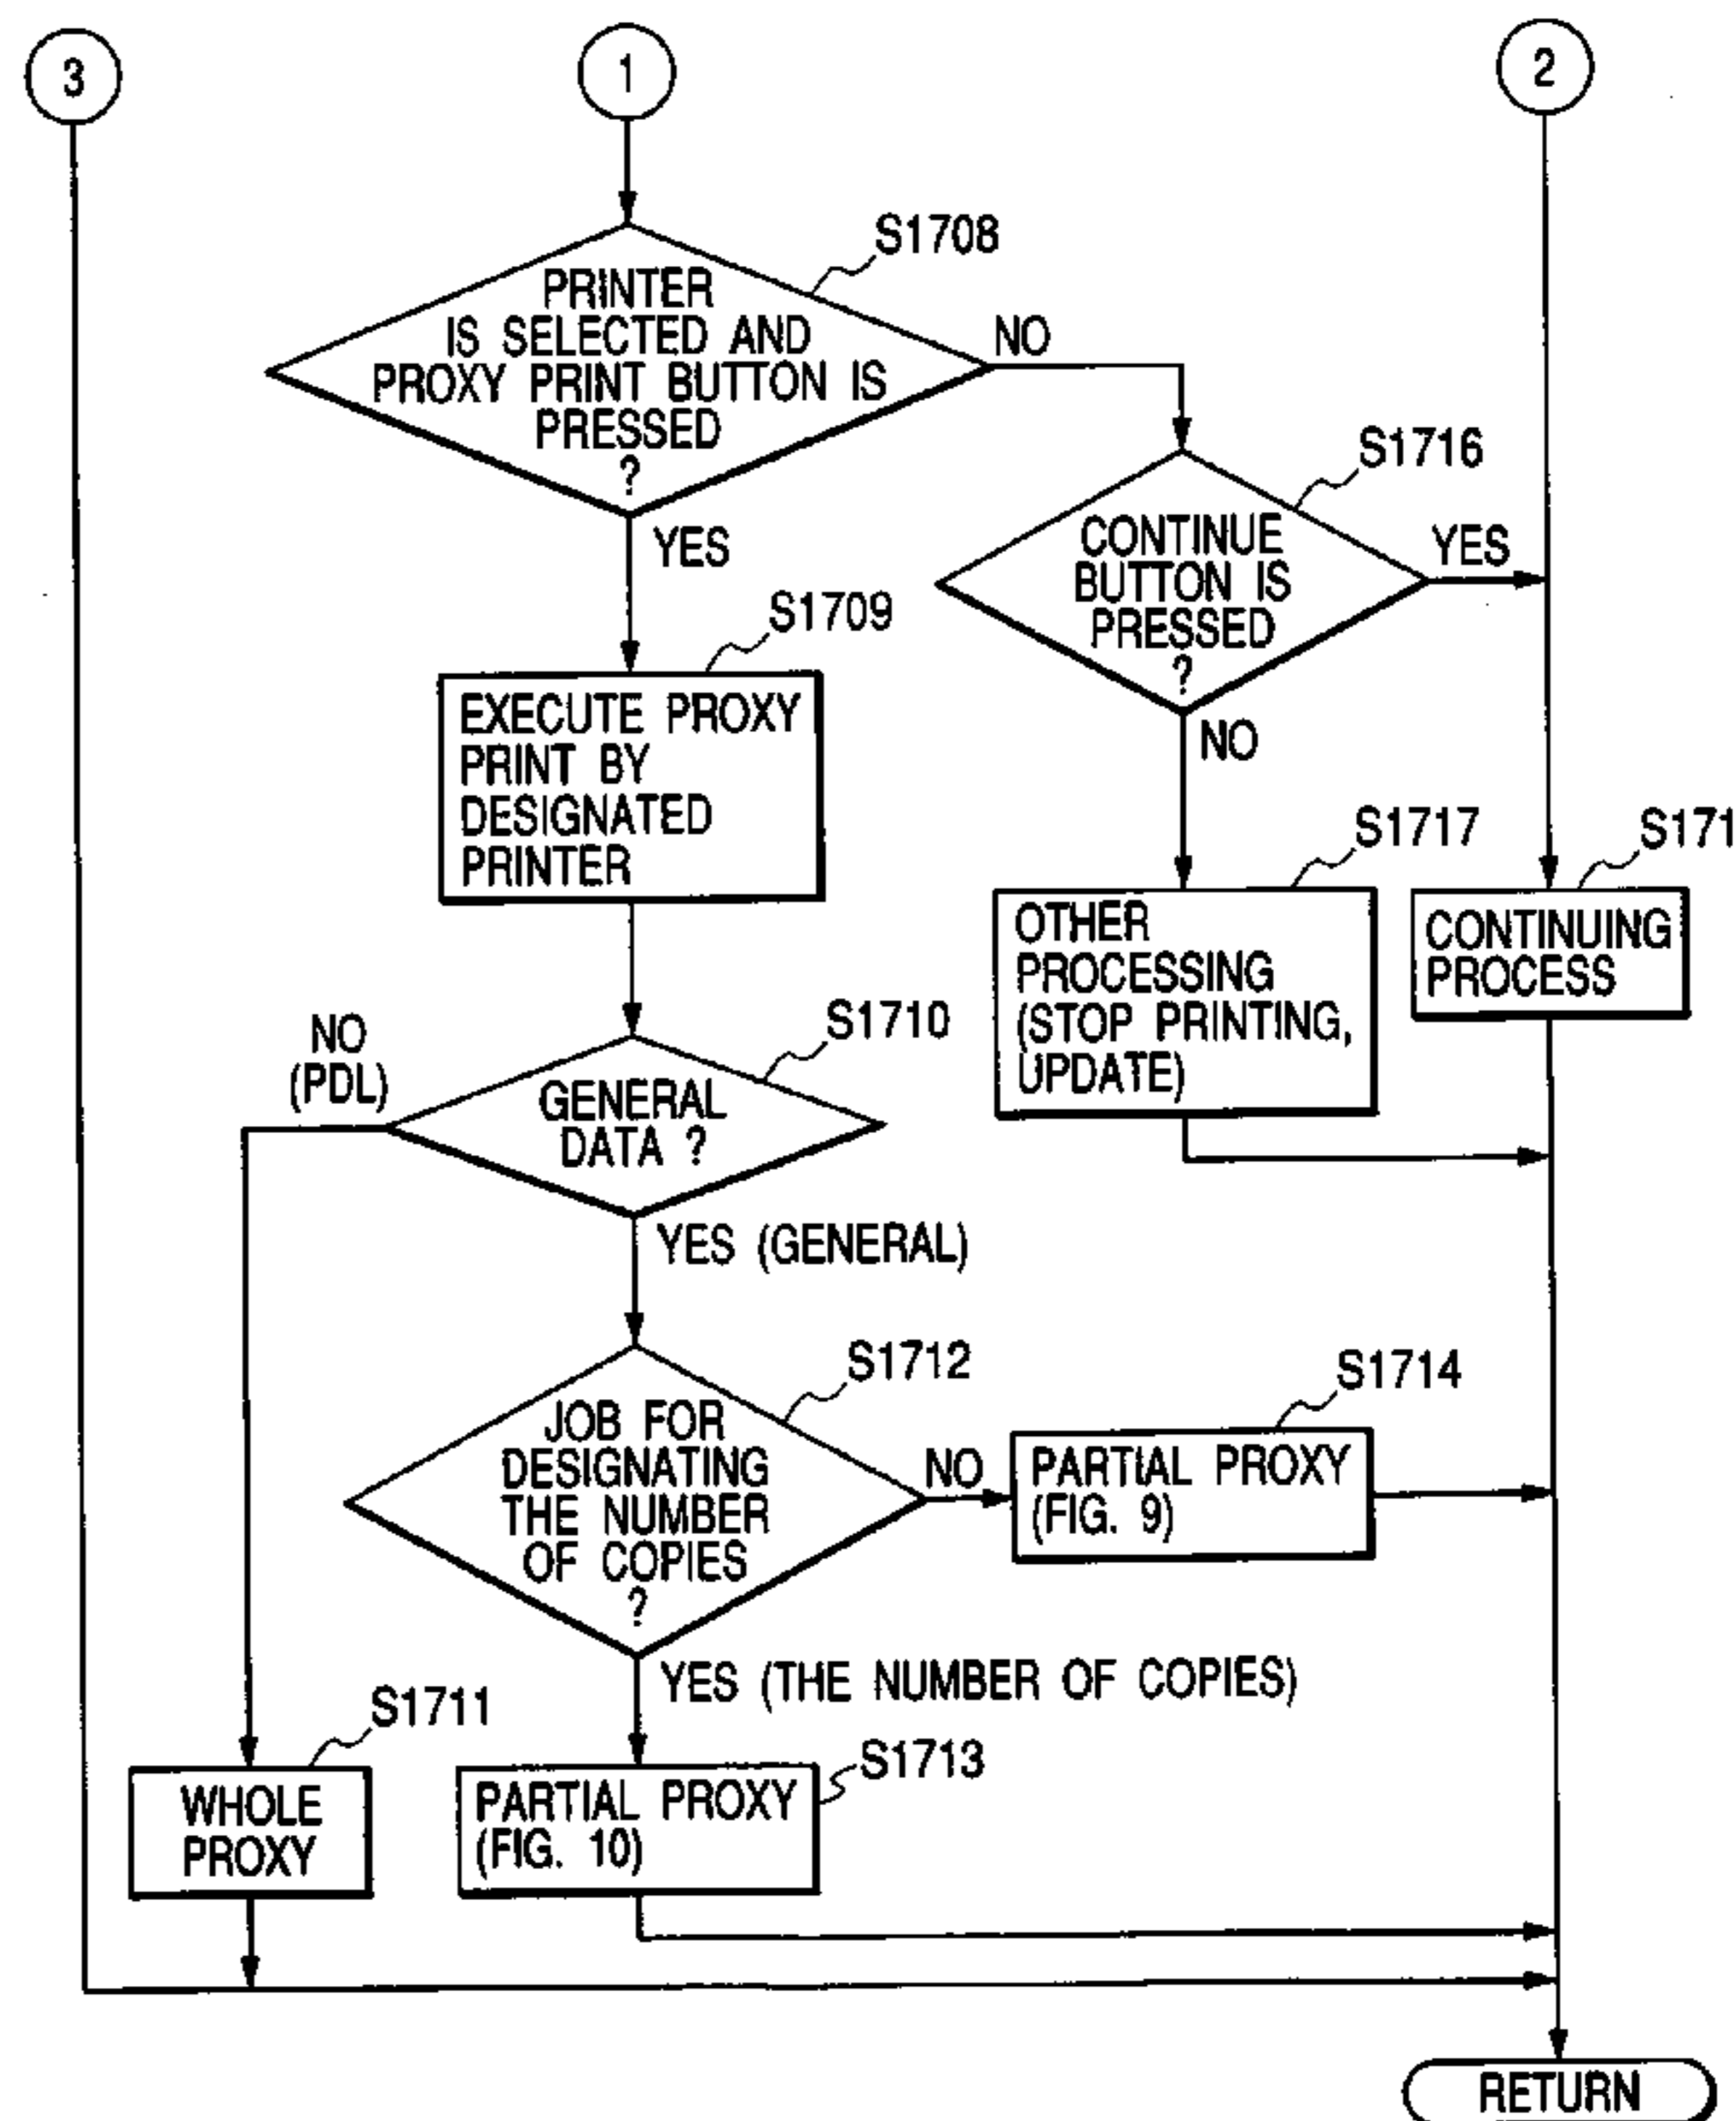 3
1
2
S1708
PRINTER
IS SELECTED AND
PROXY PRINT BUTTON IS
PRESSED
?
NO
YES
S1716
CONTINUE
BUTTON IS
PRESSED
?
YES
NO
S1709
EXECUTE PROXY
PRINT BY
DESIGNATED
PRINTER
S1717
OTHER
PROCESSING
(STOP PRINTING,
UPDATE)
S171
CONTINUING
PROCESS
S1710
GENERAL
DATA ?
NO
(PDL)
YES (GENERAL)
S1712
JOB FOR
DESIGNATING
THE NUMBER
OF COPIES
?
NO
S1714
PARTIAL PROXY
(FIG. 9)
YES (THE NUMBER OF COPIES)
S1711
WHOLE
PROXY
S1713
PARTIAL PROXY
(FIG. 10)
RETURN